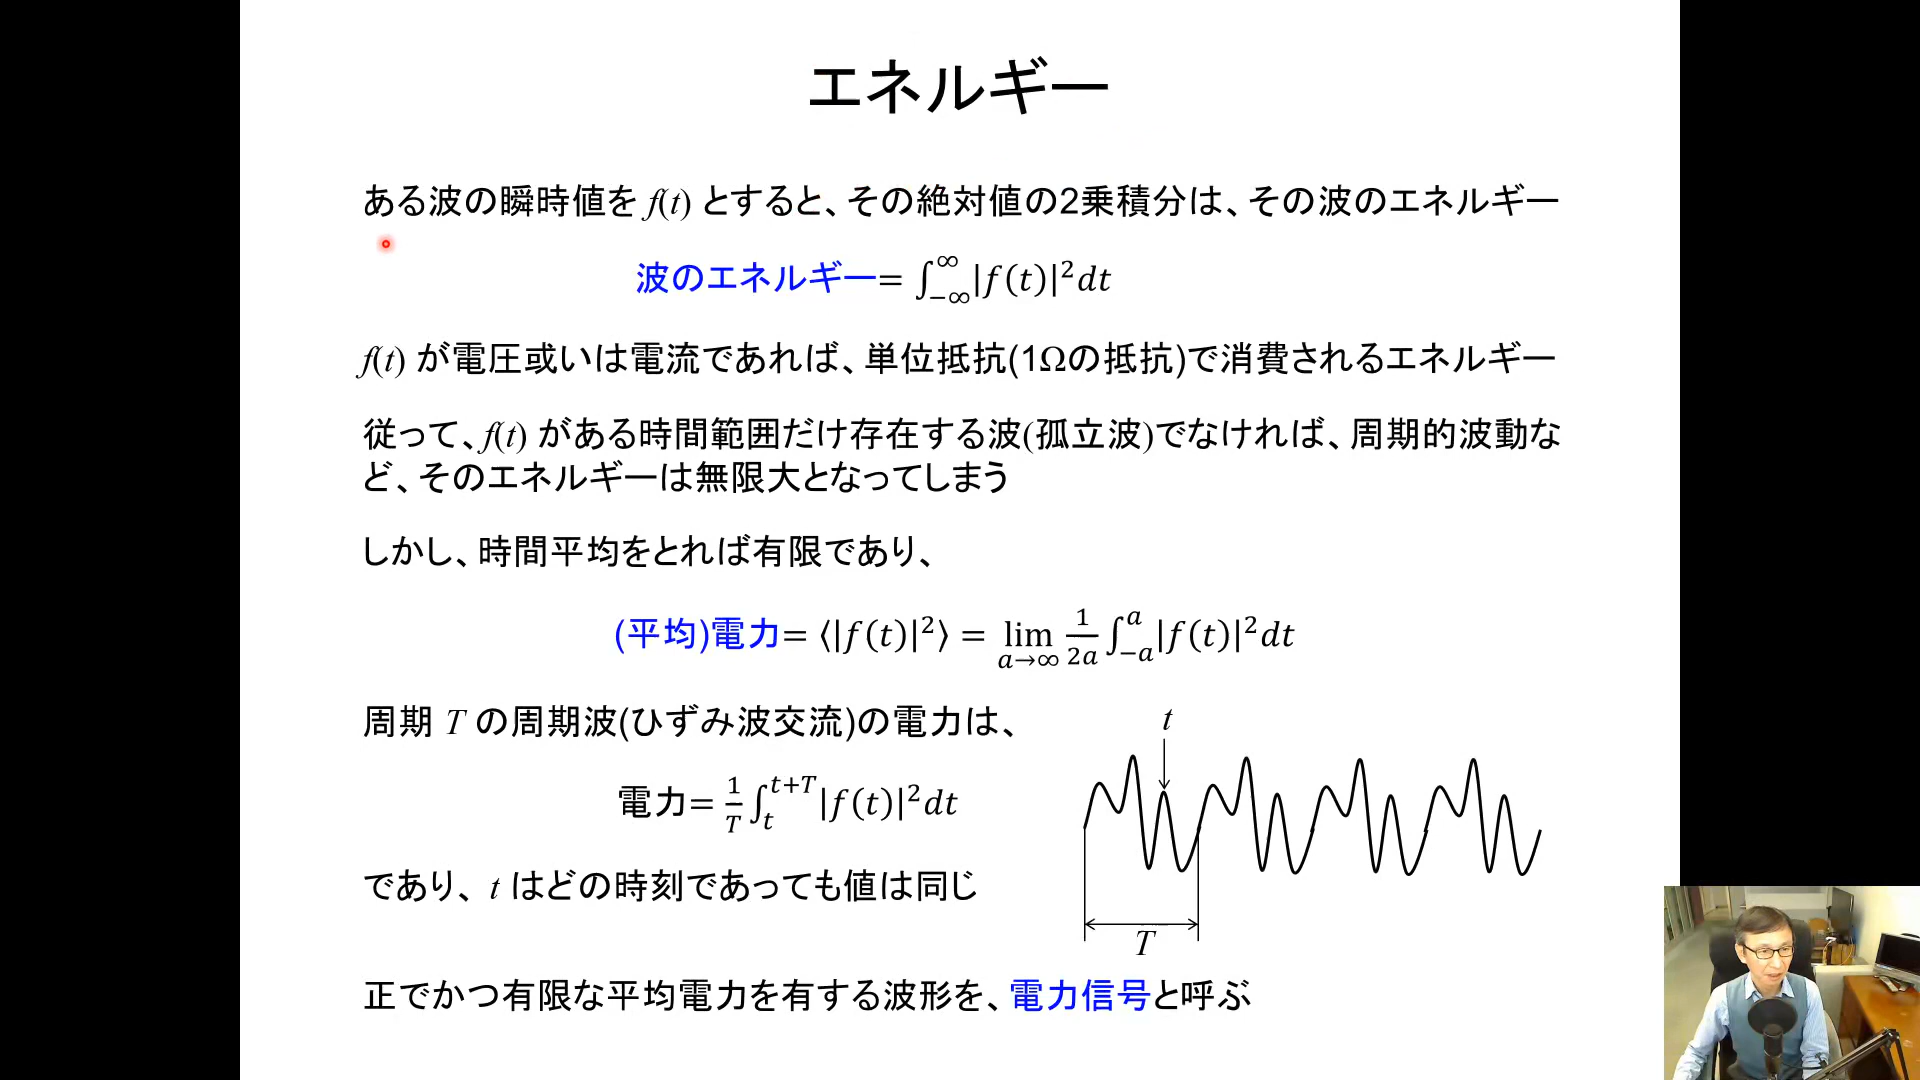 エネルギー
ある波の瞬時値を f(t) とすると、その絶対値の2乗積分は、その波のエネルギー
波のエネルギー= ∫_{−∞}^{∞} |f(t)|² dt
f(t) が電圧或いは電流であれば、単位抵抗(1Ωの抵抗)で消費されるエネルギー
従って、f(t) がある時間範囲だけ存在する波(孤立波)でなければ、周期的波動な
ど、そのエネルギーは無限大となってしまう
しかし、時間平均をとれば有限であり、
(平均)電力= ⟨|f(t)|²⟩ = lim_{a→∞} 1/2a ∫_{−a}^{a} |f(t)|² dt
周期 T の周期波(ひずみ波交流)の電力は、
t
電力= 1/T ∫_{t}^{t+T} |f(t)|² dt
であり、 t はどの時刻であっても値は同じ
T
正でかつ有限な平均電力を有する波形を、電力信号と呼ぶ